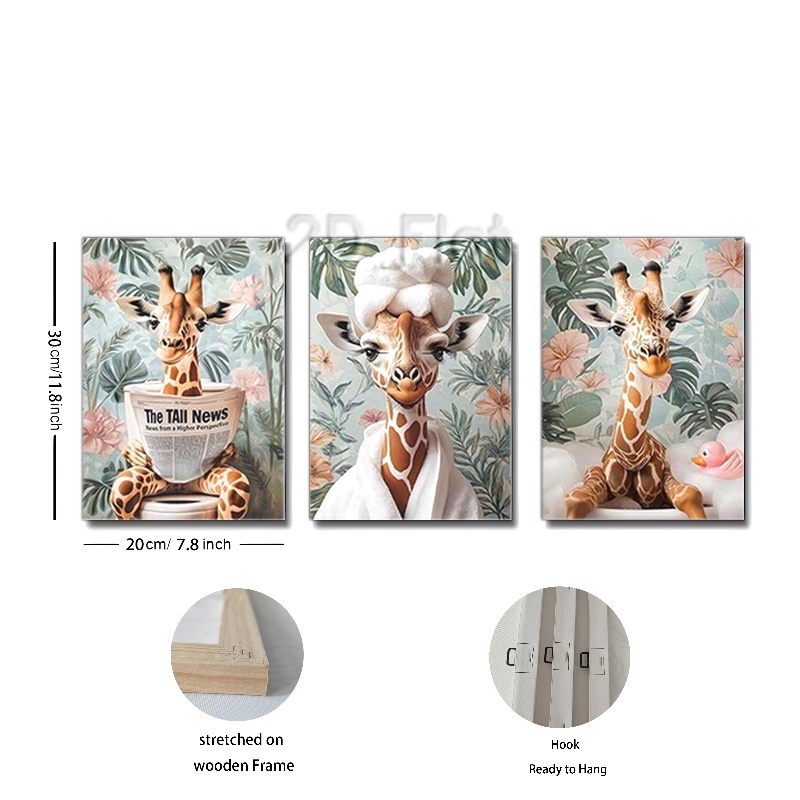 2D_Flat
30cm/11.8inch
The TAll News
News from a Higher Perspective
20cm/ 7.8 inch
stretched on
wooden Frame
Hook
Ready to Hang